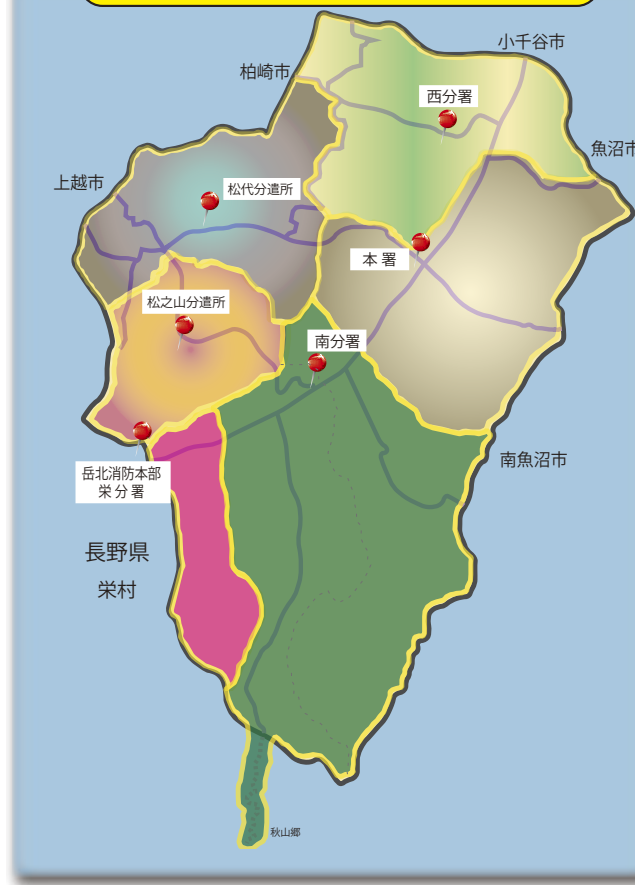 小千谷市
柏崎市
西分署
魚沼市
上越市
松代分遣所
本署
松之山分遣所
南分署
南魚沼市
岳北消防本部
栄分署
長野県
栄村
秋山郷